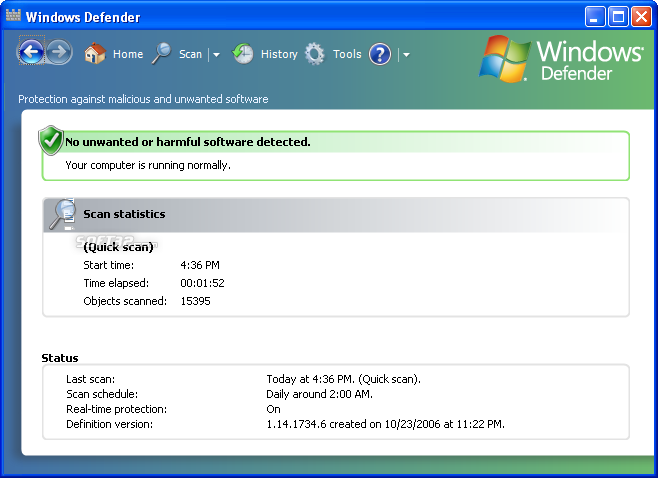 Windows Defender
Home Scan History Tools ?
Windows Defender
Protection against malicious and unwanted software
No unwanted or harmful software detected.
Your computer is running normally.
Scan statistics
(Quick scan)
Start time: 4:36 PM
Time elapsed: 00:01:52
Objects scanned: 15395
Status
Last scan: Today at 4:36 PM. (Quick scan).
Scan schedule: Daily around 2:00 AM.
Real-time protection: On
Definition version: 1.14.1734.6 created on 10/23/2006 at 11:22 PM.